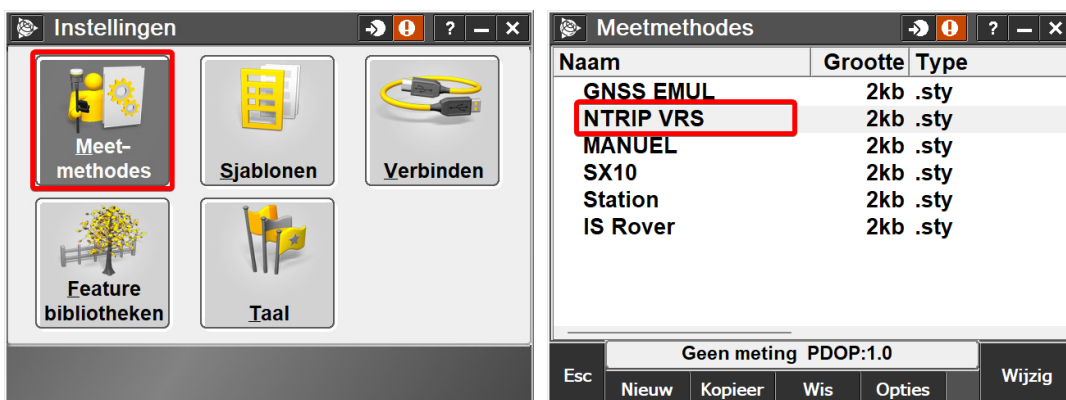 Instellingen
?
Meet-
methodes
Sjablonen
Verbinden
Feature
bibliotheken
Taal
Meetmethodes
?
Naam Grootte Type
GNSS EMUL 2kb .sty
NTRIP VRS 2kb .sty
MANUEL 2kb .sty
SX10 2kb .sty
Station 2kb .sty
IS Rover 2kb .sty
Geen meting PDOP:1.0
Esc Nieuw Kopieer Wis Opties Wijzig